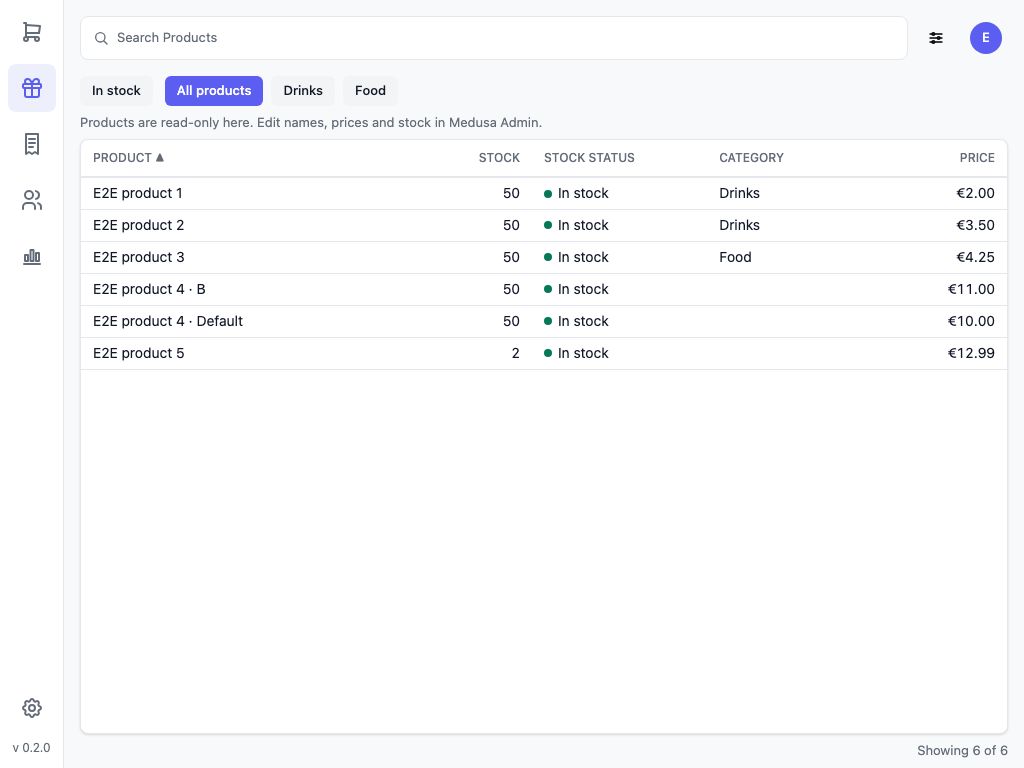 Search Products
E
In stock All products Drinks Food
Products are read-only here. Edit names, prices and stock in Medusa Admin.
PRODUCT ▲ STOCK STOCK STATUS CATEGORY PRICE
E2E product 1 50 In stock Drinks €2.00
E2E product 2 50 In stock Drinks €3.50
E2E product 3 50 In stock Food €4.25
E2E product 4 · B 50 In stock €11.00
E2E product 4 · Default 50 In stock €10.00
E2E product 5 2 In stock €12.99
v 0.2.0
Showing 6 of 6